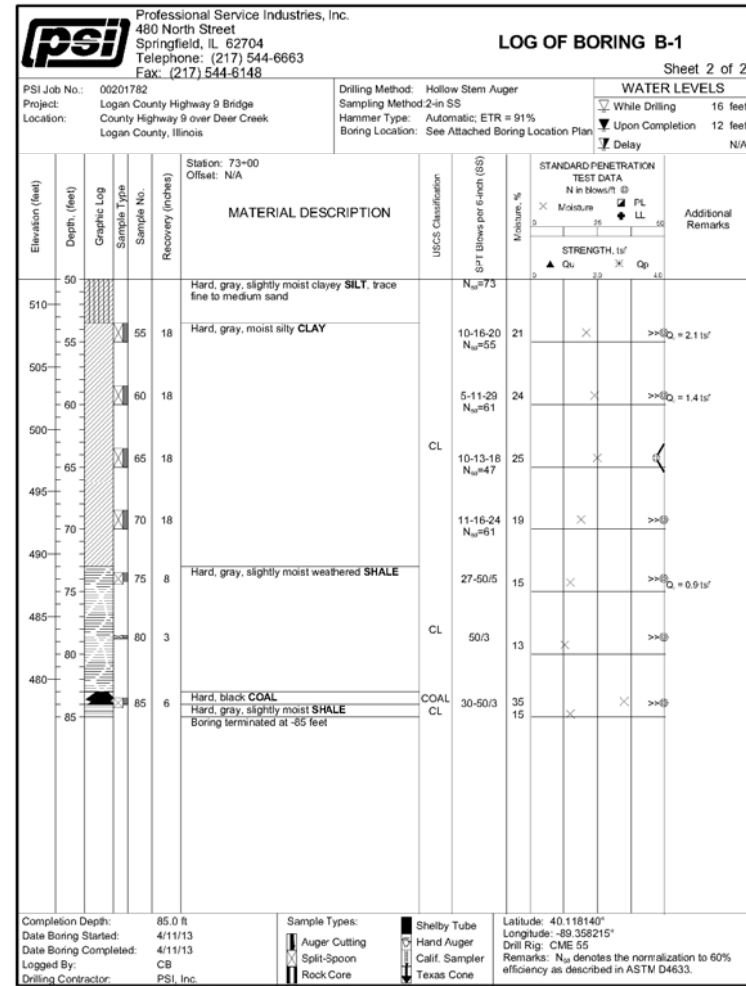 psi
Professional Service Industries, Inc.
480 North Street
Springfield, IL 62704
Telephone: (217) 544-6663
Fax: (217) 544-6148
LOG OF BORING B-1
Sheet 2 of 2
PSI Job No.: 00201782
Project: Logan County Highway 9 Bridge
Location: County Highway 9 over Deer Creek
Logan County, Illinois
Drilling Method: Hollow Stem Auger
Sampling Method: 2-in SS
Hammer Type: Automatic; ETR = 91%
Boring Location: See Attached Boring Location Plan
WATER LEVELS
While Drilling 16 feet
Upon Completion 12 feet
Delay N/A
Elevation (feet)
Depth, (feet)
Graphic Log
Sample Type
Sample No.
Recovery (inches)
Station: 73+00
Offset: N/A
MATERIAL DESCRIPTION
USCS Classification
SPT Blows per 6-inch (SS)
Moisture, %
STANDARD PENETRATION
TEST DATA
N in blows/ft
Moisture PL
LL
0 25 50
STRENGTH, tsf
Qu Qp
0 2.0 4.0
Additional
Remarks
50 Hard, gray, slightly moist clayey SILT, trace N₆₀=73
510 fine to medium sand
55 18 Hard, gray, moist silty CLAY 10-16-20 21 >> Q = 2.1 tsf
55 N₆₀=55
505
60 18 5-11-29 24 >> Q = 1.4 tsf
60 N₆₀=61
500
CL
65 18 10-13-18 25
65 N₆₀=47
495
70 18 11-16-24 19 >>
70 N₆₀=61
490
75 8 Hard, gray, slightly moist weathered SHALE 27-50/5 15 >> Q = 0.9 tsf
75
485
80 3 CL 50/3 13 >>
80
480
85 6 Hard, black COAL COAL 30-50/3 35 >>
Hard, gray, slightly moist SHALE CL 15
85 Boring terminated at -85 feet
Completion Depth: 85.0 ft
Date Boring Started: 4/11/13
Date Boring Completed: 4/11/13
Logged By: CB
Drilling Contractor: PSI, Inc.
Sample Types:
Auger Cutting
Split-Spoon
Rock Core
Shelby Tube
Hand Auger
Calif. Sampler
Texas Cone
Latitude: 40.118140°
Longitude: -89.358215°
Drill Rig: CME 55
Remarks: N₆₀ denotes the normalization to 60%
efficiency as described in ASTM D4633.